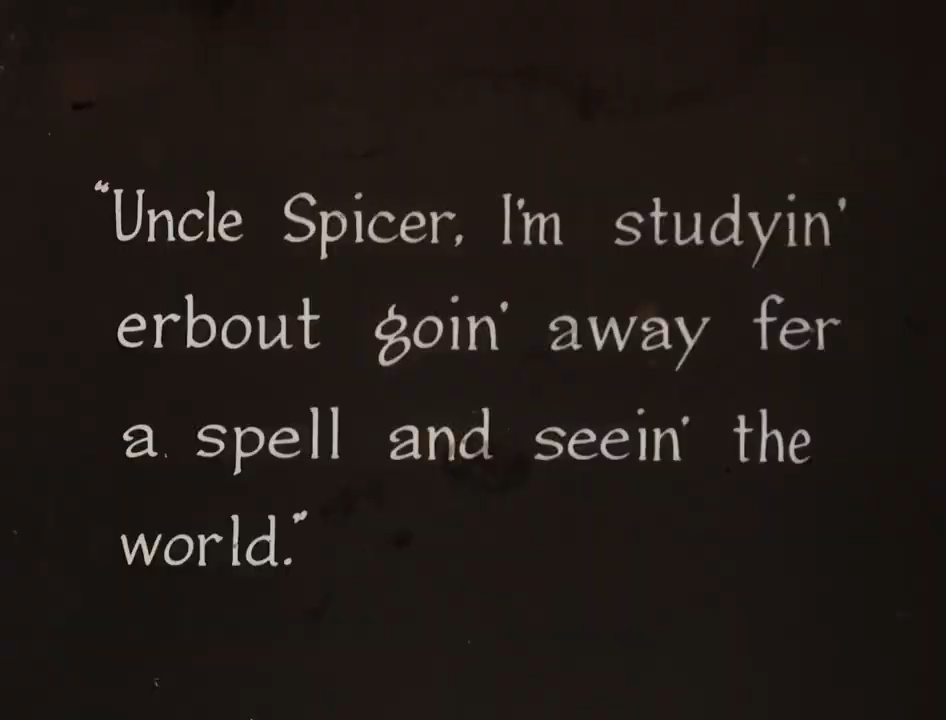 “Uncle Spicer, I'm studyin'
erbout goin' away fer
a spell and seein' the
world.”